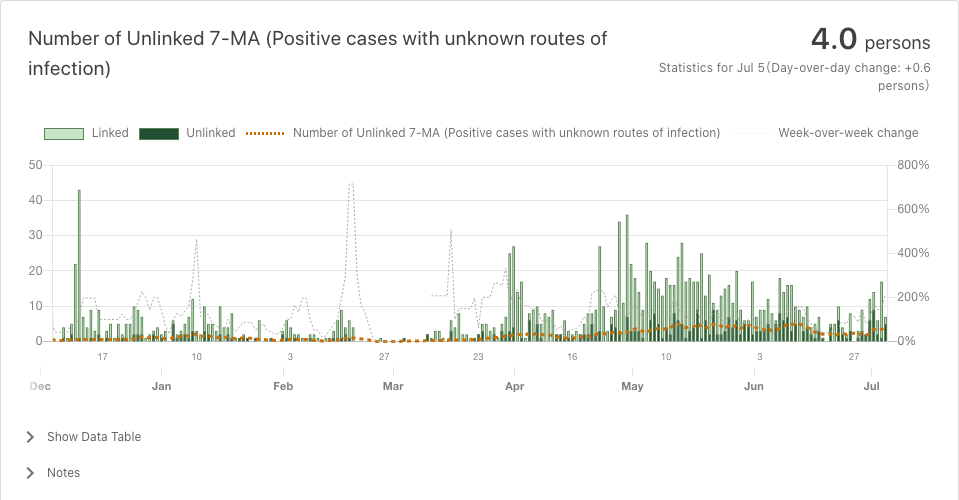 Number of Unlinked 7-MA (Positive cases with unknown routes of
infection)
4.0 persons
Statistics for Jul 5(Day-over-day change: +0.6
persons)
Linked Unlinked Number of Unlinked 7-MA (Positive cases with unknown routes of infection) Week-over-week change
50 800%
40 600%
30 400%
20 200%
10 0%
0
17 10 3 27 23 16 10 3 27
Dec Jan Feb Mar Apr May Jun Jul
Show Data Table
Notes